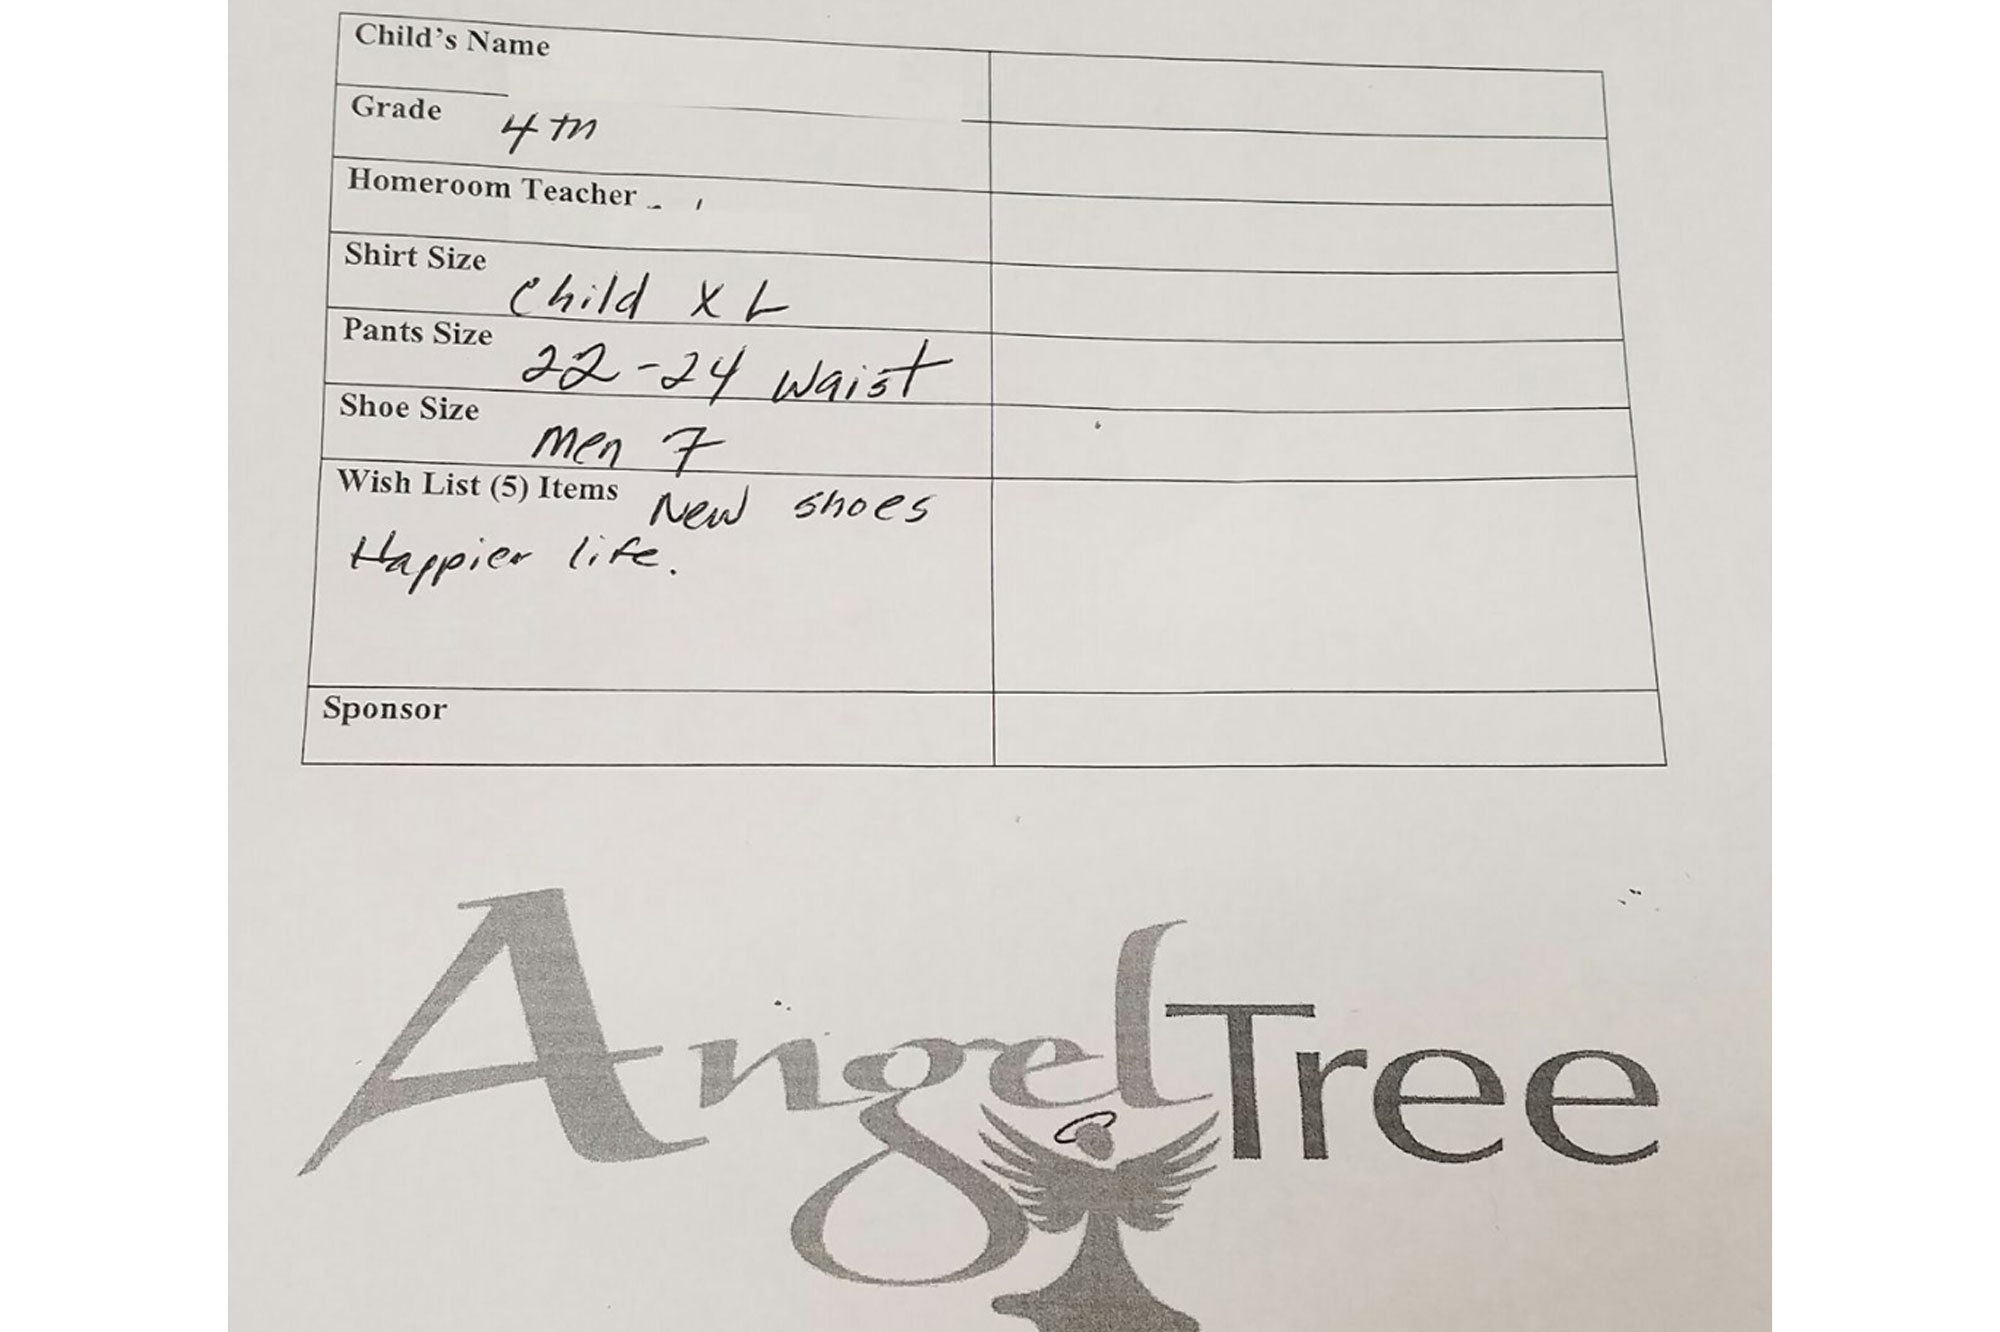 Child's Name
Grade 4th
Homeroom Teacher
Shirt Size Child XL
Pants Size 22-24 waist
Shoe Size men 7
Wish List (5) Items New shoes
Happier life.
Sponsor
Angel Tree